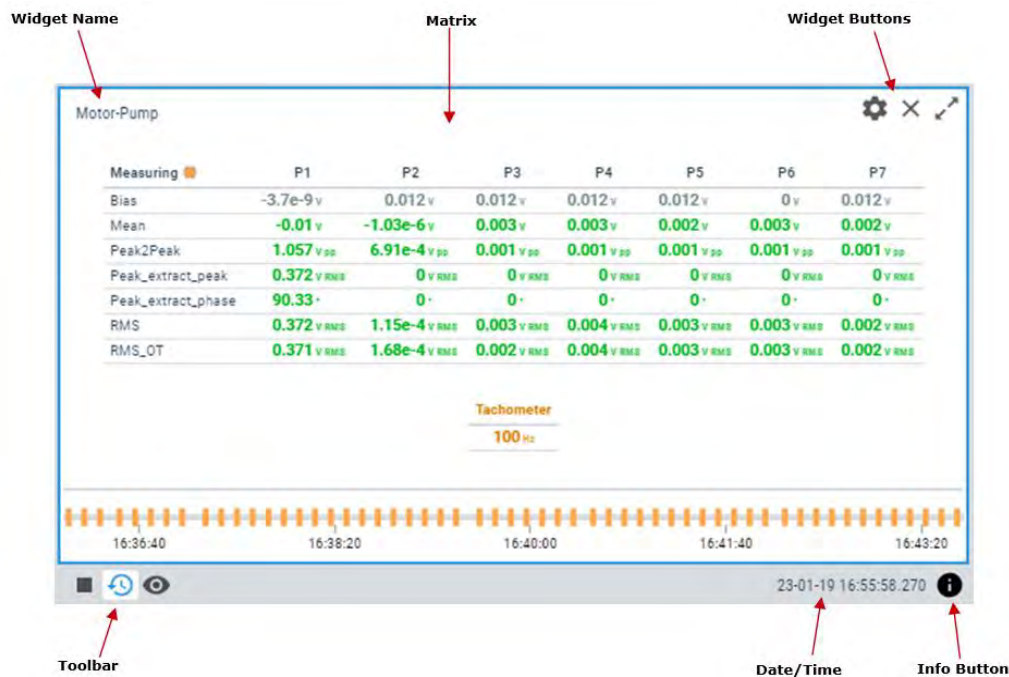 Widget Name Matrix Widget Buttons
Motor-Pump
Measuring P1 P2 P3 P4 P5 P6 P7
Bias -3.7e-9 V 0.012 V 0.012 V 0.012 V 0.012 V 0 V 0.012 V
Mean -0.01 V -1.03e-6 V 0.003 V 0.003 V 0.002 V 0.003 V 0.002 V
Peak2Peak 1.057 V pp 6.91e-4 V pp 0.001 V pp 0.001 V pp 0.001 V pp 0.001 V pp 0.001 V pp
Peak_extract_peak 0.372 V RMS 0 V RMS 0 V RMS 0 V RMS 0 V RMS 0 V RMS 0 V RMS
Peak_extract_phase 90.33 ° 0 ° 0 ° 0 ° 0 ° 0 ° 0 °
RMS 0.372 V RMS 1.15e-4 V RMS 0.003 V RMS 0.004 V RMS 0.003 V RMS 0.003 V RMS 0.002 V RMS
RMS_OT 0.371 V RMS 1.68e-4 V RMS 0.002 V RMS 0.004 V RMS 0.003 V RMS 0.003 V RMS 0.002 V RMS
Tachometer
100 Hz
16:36:40 16:38:20 16:40:00 16:41:40 16:43:20
23-01-19 16:55:58.270
Toolbar Date/Time Info Button